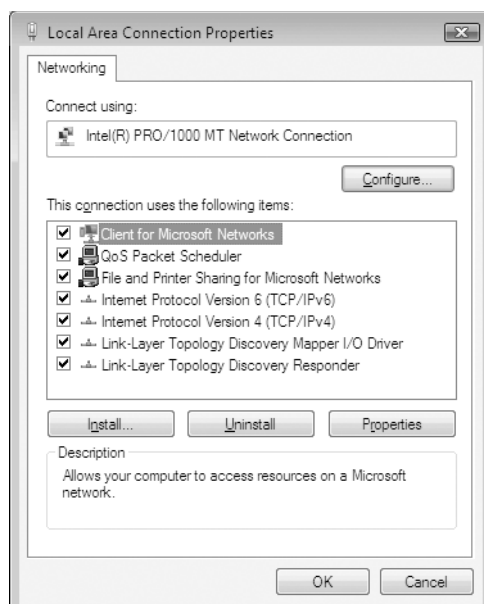 Local Area Connection Properties
Networking
Connect using:
Intel(R) PRO/1000 MT Network Connection
Configure...
This connection uses the following items:
Client for Microsoft Networks
QoS Packet Scheduler
File and Printer Sharing for Microsoft Networks
Internet Protocol Version 6 (TCP/IPv6)
Internet Protocol Version 4 (TCP/IPv4)
Link-Layer Topology Discovery Mapper I/O Driver
Link-Layer Topology Discovery Responder
Install...
Uninstall
Properties
Description
Allows your computer to access resources on a Microsoft
network.
OK
Cancel